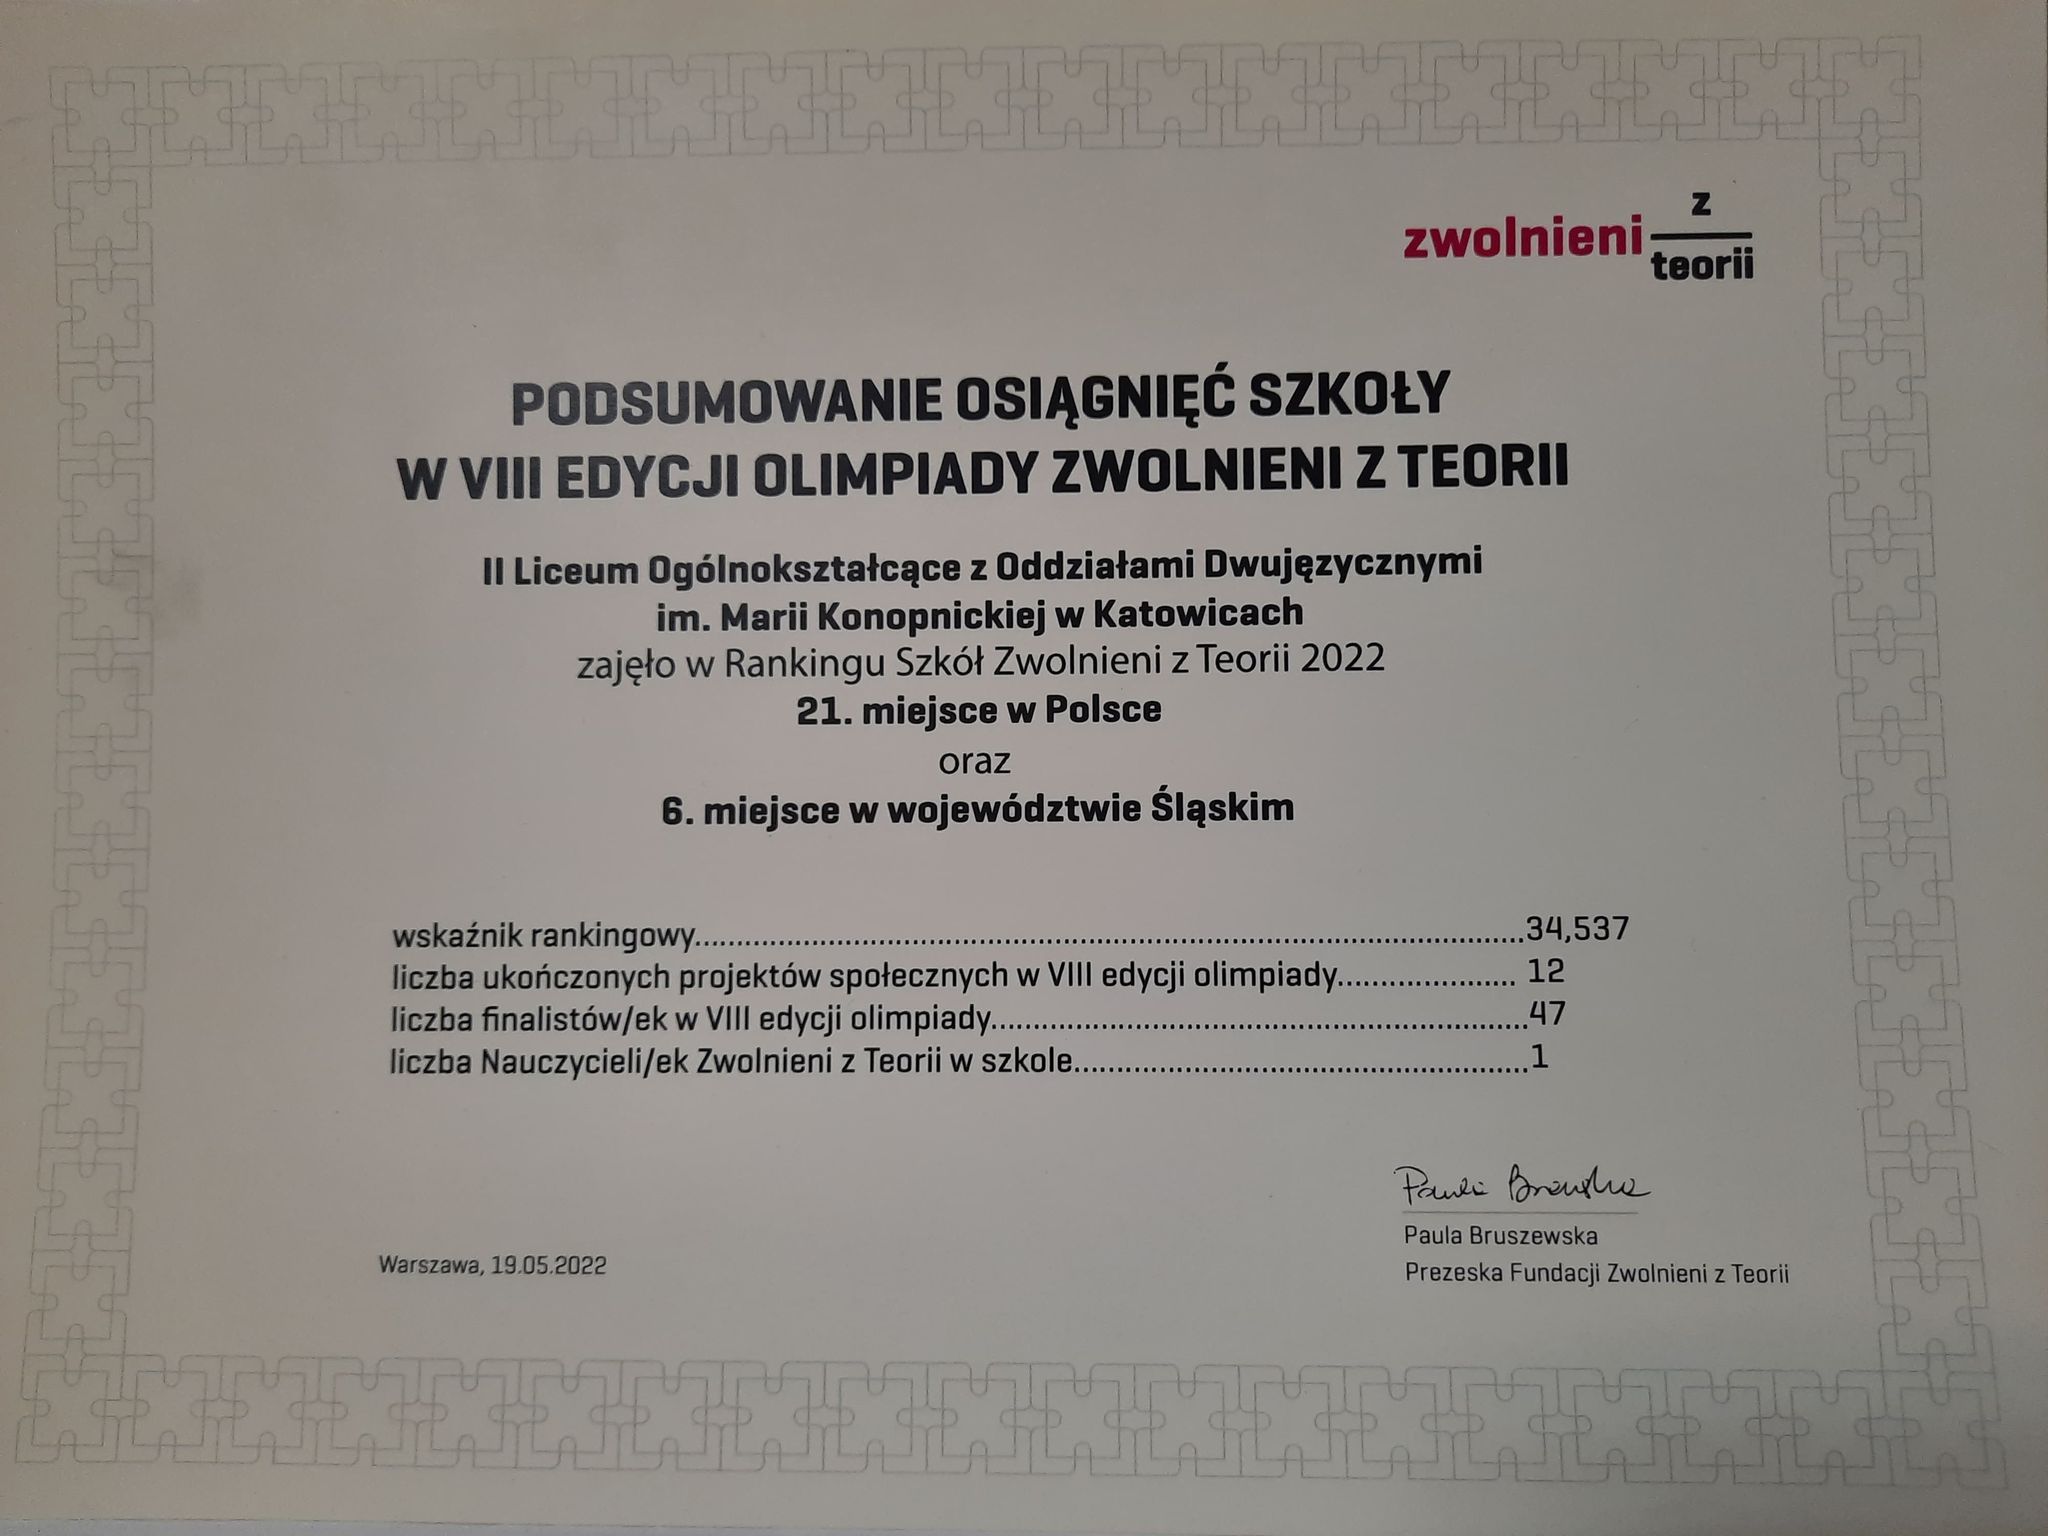 zwolnieni z
teorii
PODSUMOWANIE OSIĄGNIĘĆ SZKOŁY
W VIII EDYCJI OLIMPIADY ZWOLNIENI Z TEORII
II Liceum Ogólnokształcące z Oddziałami Dwujęzycznymi
im. Marii Konopnickiej w Katowicach
zajęło w Rankingu Szkół Zwolnieni z Teorii 2022
21. miejsce w Polsce
oraz
6. miejsce w województwie Śląskim
wskaźnik rankingowy........................................34,537
liczba ukończonych projektów społecznych w VIII edycji olimpiady..................... 12
liczba finalistów/ek w VIII edycji olimpiady........................................47
liczba Nauczycieli/ek Zwolnieni z Teorii w szkole........................................1
Paula Bruszewska
Warszawa, 19.05.2022
Prezeska Fundacji Zwolnieni z Teorii